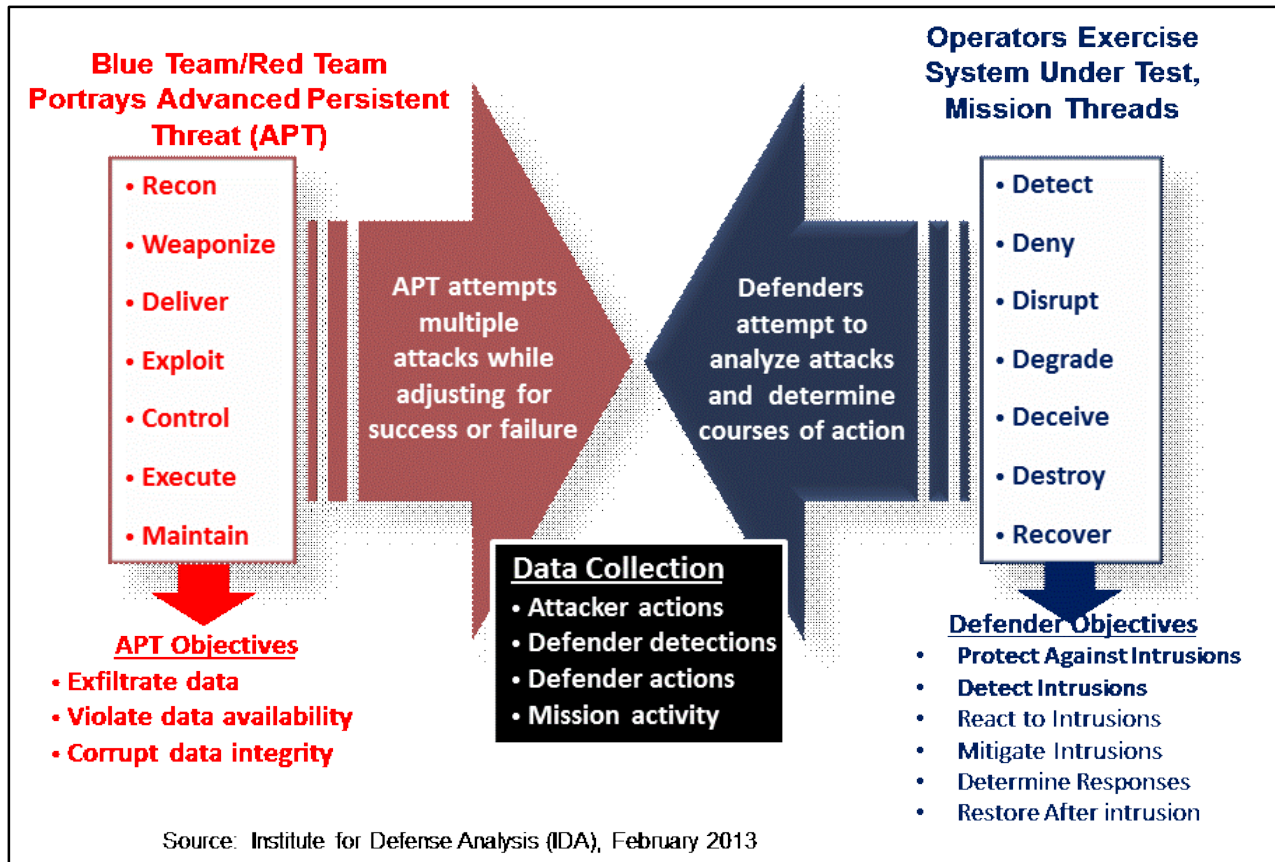 Blue Team/Red Team
Portrays Advanced Persistent
Threat (APT)
• Recon
• Weaponize
• Deliver
• Exploit
• Control
• Execute
• Maintain
APT Objectives
• Exfiltrate data
• Violate data availability
• Corrupt data integrity
APT attempts
multiple
attacks while
adjusting for
success or failure
Data Collection
• Attacker actions
• Defender detections
• Defender actions
• Mission activity
Defenders
attempt to
analyze attacks
and determine
courses of action
Operators Exercise
System Under Test,
Mission Threads
• Detect
• Deny
• Disrupt
• Degrade
• Deceive
• Destroy
• Recover
Defender Objectives
• Protect Against Intrusions
• Detect Intrusions
• React to Intrusions
• Mitigate Intrusions
• Determine Responses
• Restore After intrusion
Source: Institute for Defense Analysis (IDA), February 2013